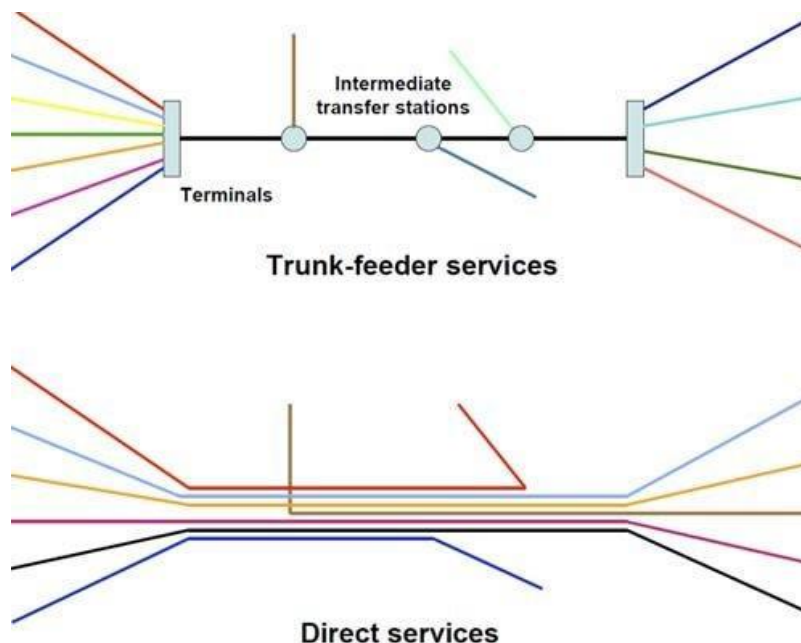 Intermediate
transfer stations
Terminals
Trunk-feeder services
Direct services